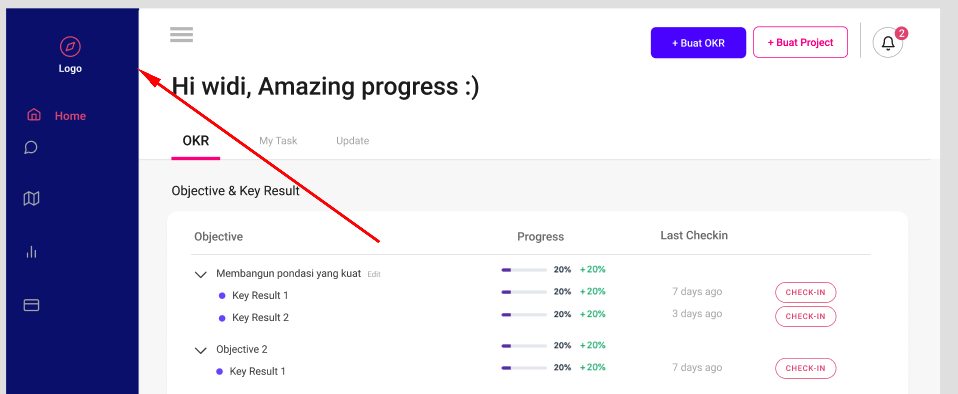 + Buat OKR
+ Buat Project
2
Logo
Hi widi, Amazing progress :)
Home
OKR
My Task
Update
Objective & Key Result
Objective
Progress
Last Checkin
Membangun pondasi yang kuat Edit
20% +20%
Key Result 1
20% +20%
7 days ago
CHECK-IN
Key Result 2
20% +20%
3 days ago
CHECK-IN
Objective 2
20% +20%
Key Result 1
20% +20%
7 days ago
CHECK-IN